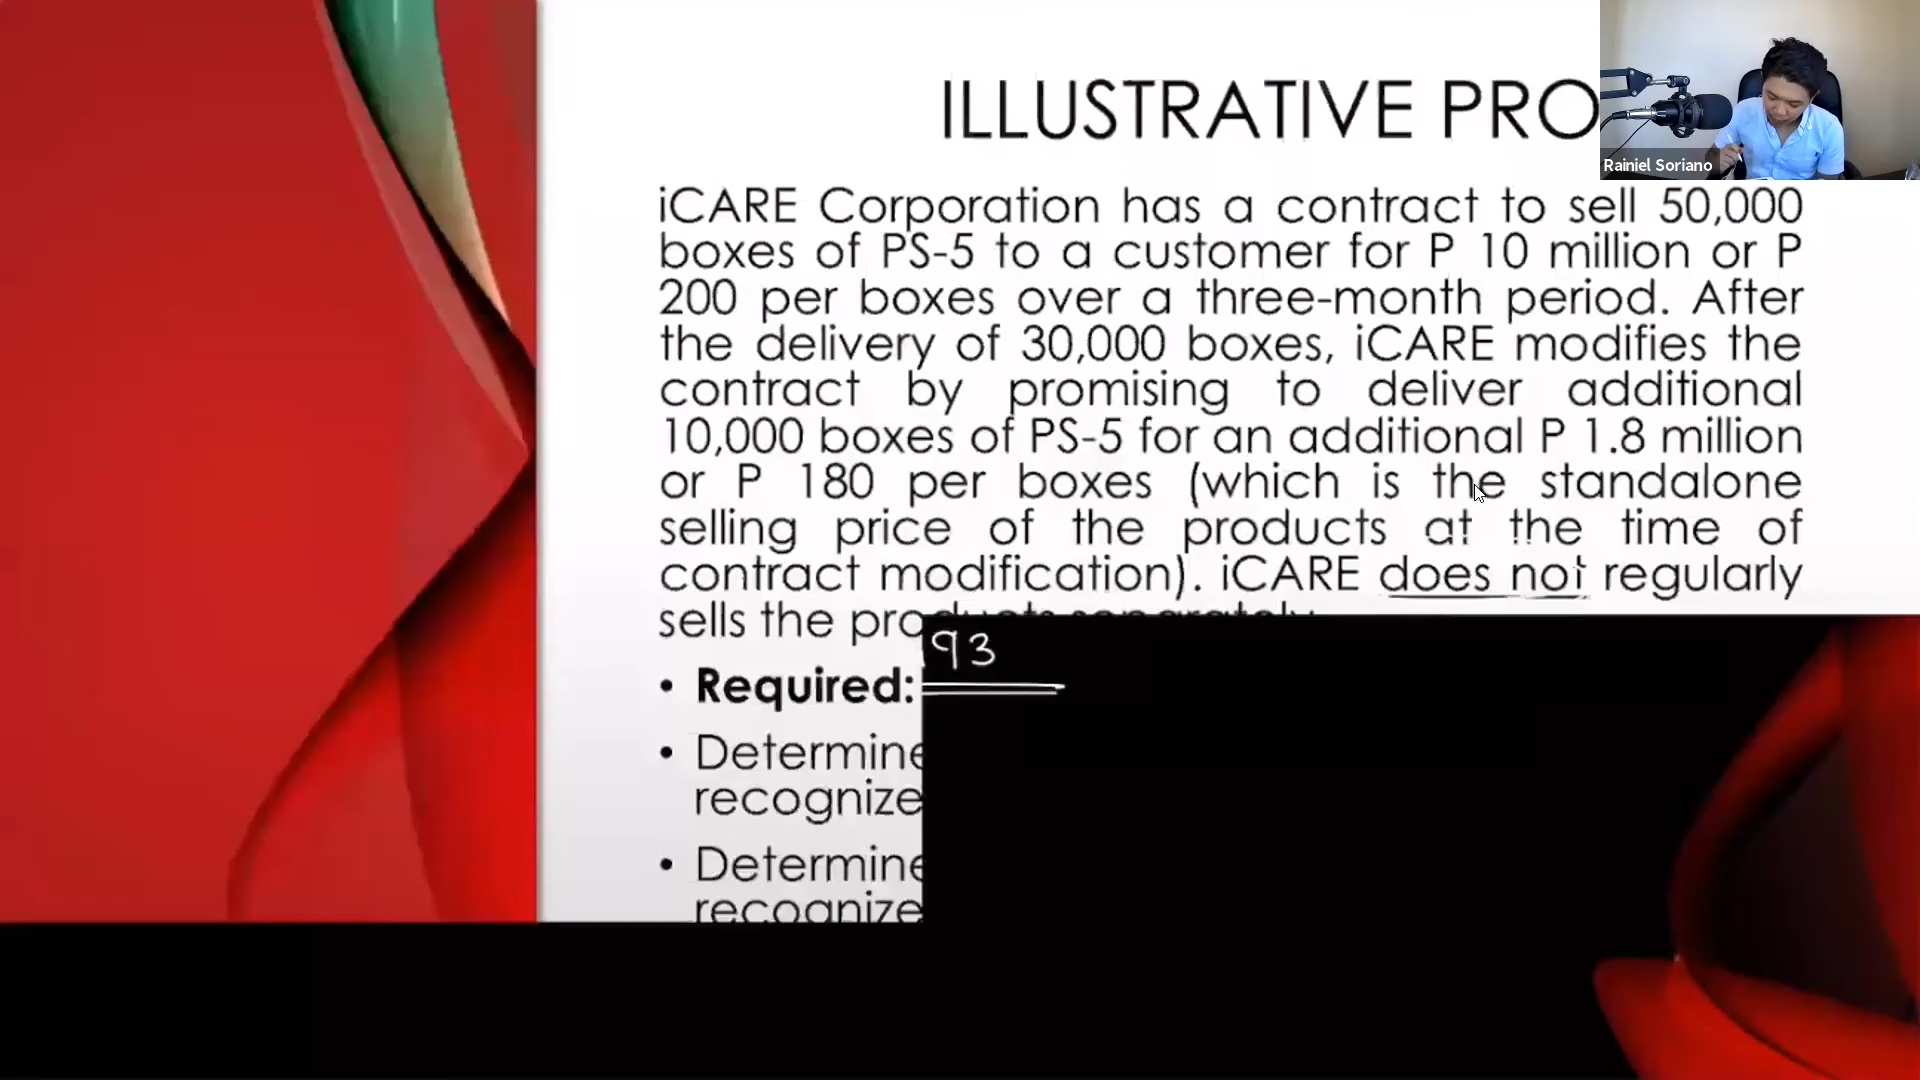 ILLUSTRATIVE PRO
Rainiel Soriano
iCARE Corporation has a contract to sell 50,000
boxes of PS-5 to a customer for P 10 million or P
200 per boxes over a three-month period. After
the delivery of 30,000 boxes, iCARE modifies the
contract by promising to deliver additional
10,000 boxes of PS-5 for an additional P 1.8 million
or P 180 per boxes (which is the standalone
selling price of the products at the time of
contract modification). iCARE does not regularly
sells the products separately.
93
• Required:
• Determine
recognize
• Determine
recognize